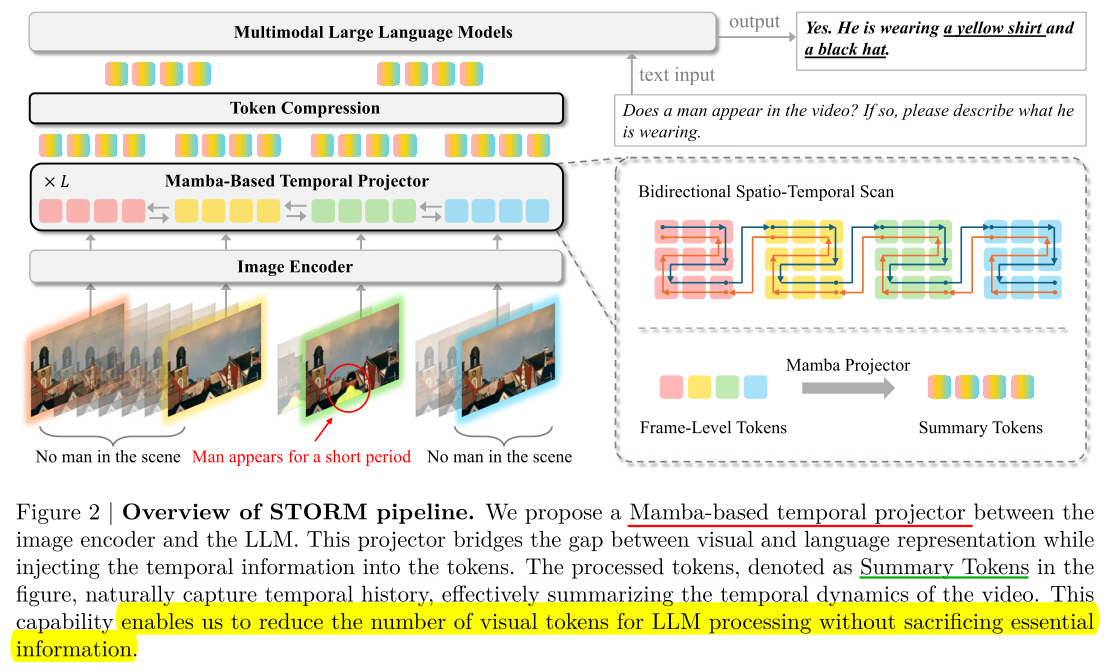 Multimodal Large Language Models
output
Yes. He is wearing a yellow shirt and
a black hat.
text input
Token Compression
Does a man appear in the video? If so, please describe what he
is wearing.
× L
Mamba-Based Temporal Projector
Bidirectional Spatio-Temporal Scan
Image Encoder
Mamba Projector
Frame-Level Tokens
Summary Tokens
No man in the scene
Man appears for a short period
No man in the scene
Figure 2 | Overview of STORM pipeline. We propose a Mamba-based temporal projector between the
image encoder and the LLM. This projector bridges the gap between visual and language representation while
injecting the temporal information into the tokens. The processed tokens, denoted as Summary Tokens in the
figure, naturally capture temporal history, effectively summarizing the temporal dynamics of the video. This
capability enables us to reduce the number of visual tokens for LLM processing without sacrificing essential
information.